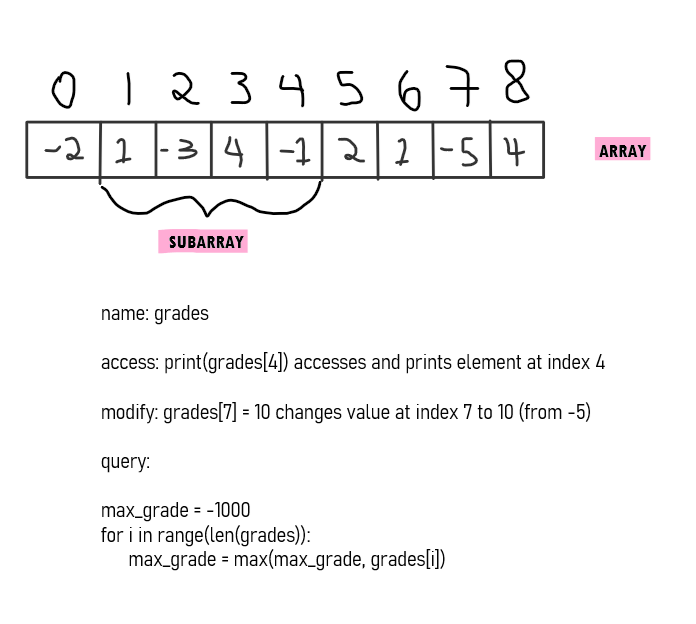 0 1 2 3 4 5 6 7 8
-2 1 -3 4 -1 2 1 -5 4
ARRAY
SUBARRAY
name: grades
access: print(grades[4]) accesses and prints element at index 4
modify: grades[7] = 10 changes value at index 7 to 10 (from -5)
query:
max_grade = -1000
for i in range(len(grades)):
max_grade = max(max_grade, grades[i])